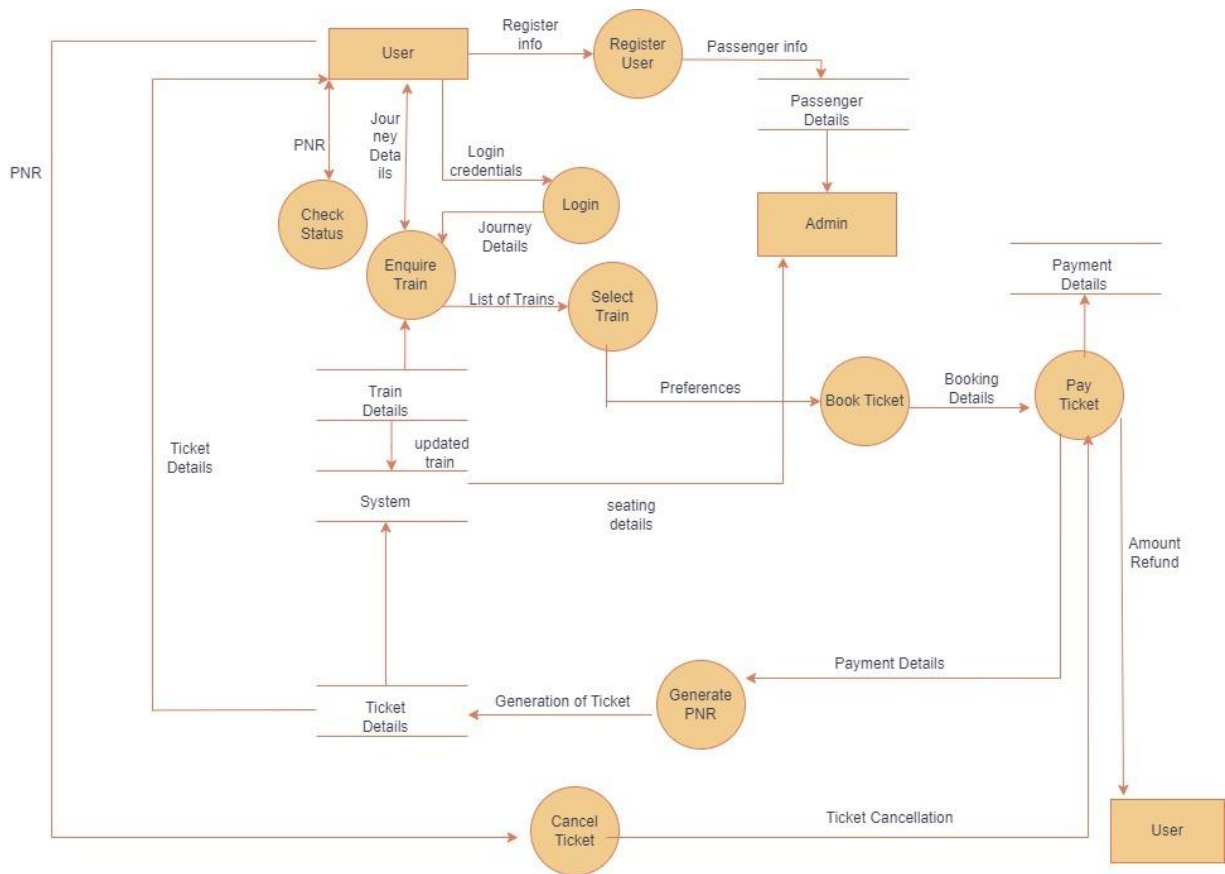 Register
info
User
Register
User
Passenger info
Passenger
Details
PNR
PNR
Jour
ney
Deta
ils
Login
credentials
Login
Check
Status
Journey
Details
Admin
Enquire
Train
List of Trains
Select
Train
Payment
Details
Train
Details
Preferences
Book Ticket
Booking
Details
Pay
Ticket
updated
train
Ticket
Details
System
seating
details
Amount
Refund
Payment Details
Generate
PNR
Generation of Ticket
Ticket
Details
Cancel
Ticket
Ticket Cancellation
User